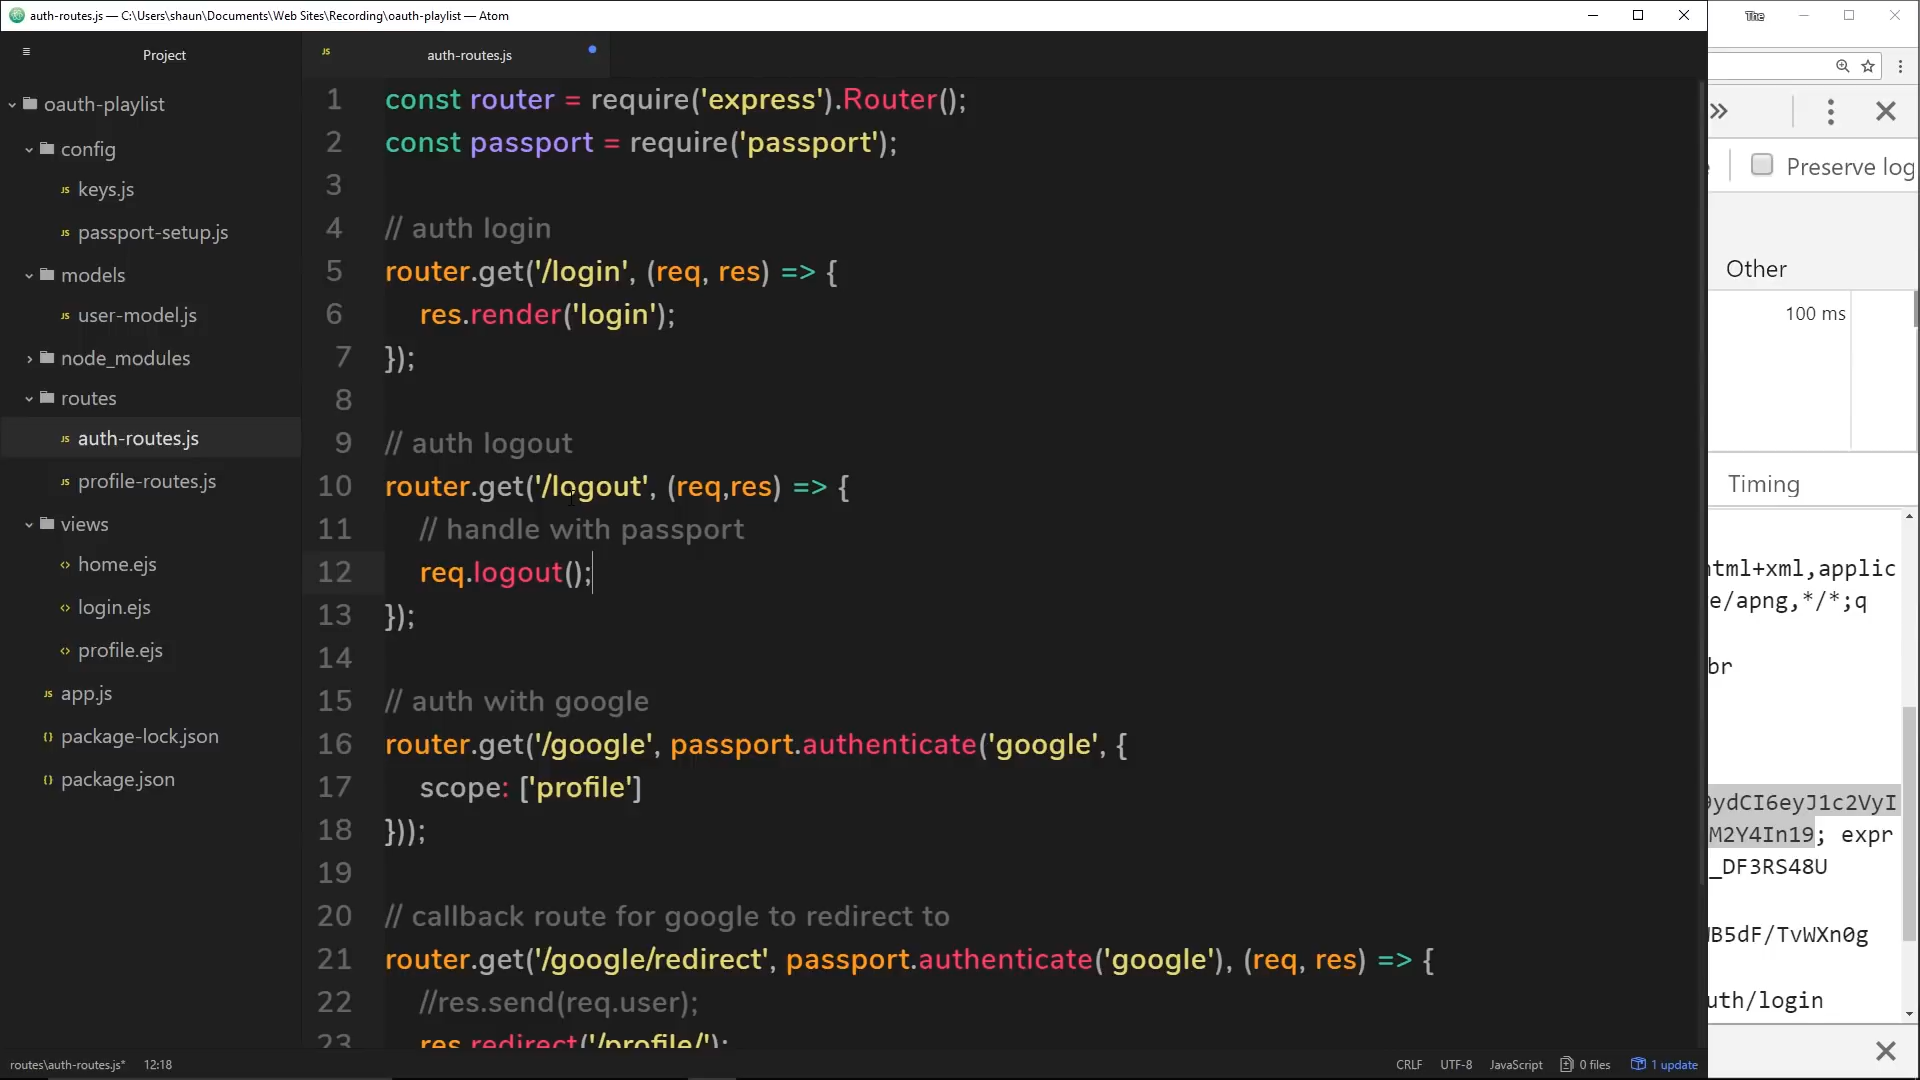 auth-routes.js — C:\Users\shaun\Documents\Web Sites\Recording\oauth-playlist — Atom
The
Project
auth-routes.js
oauth-playlist
config
keys.js
passport-setup.js
models
user-model.js
node_modules
routes
auth-routes.js
profile-routes.js
views
home.ejs
login.ejs
profile.ejs
app.js
package-lock.json
package.json
1 const router = require('express').Router();
2 const passport = require('passport');
3
4 // auth login
5 router.get('/login', (req, res) => {
6 res.render('login');
7 });
8
9 // auth logout
10 router.get('/logout', (req,res) => {
11 // handle with passport
12 req.logout();
13 });
14
15 // auth with google
16 router.get('/google', passport.authenticate('google', {
17 scope: ['profile']
18 }));
19
20 // callback route for google to redirect to
21 router.get('/google/redirect', passport.authenticate('google'), (req, res) => {
22 //res.send(req.user);
23 res.redirect('/profile/');
Preserve log
Other
100 ms
Timing
html+xml,applic
e/apng,*/*;q
br
ydCI6eyJ1c2VyI
M2Y4In19; expr
_DF3RS48U
B5dF/TvWXn0g
uth/login
routes\auth-routes.js* 12:18
CRLF UTF-8 JavaScript 0 files 1 update